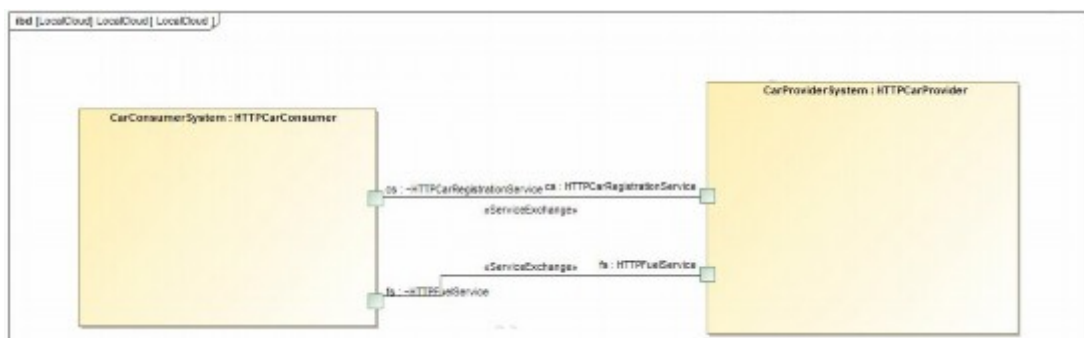 ibd [LocalCloud] LocalCloud [ LocalCloud ]
CarProviderSystem : HTTPCarProvider
CarConsumerSystem : HTTPCarConsumer
cs : ~HTTPCarRegistrationService
cs : HTTPCarRegistrationService
«ServiceExchange»
«ServiceExchange»
fs : HTTPFuelService
fs : ~HTTPFuelService